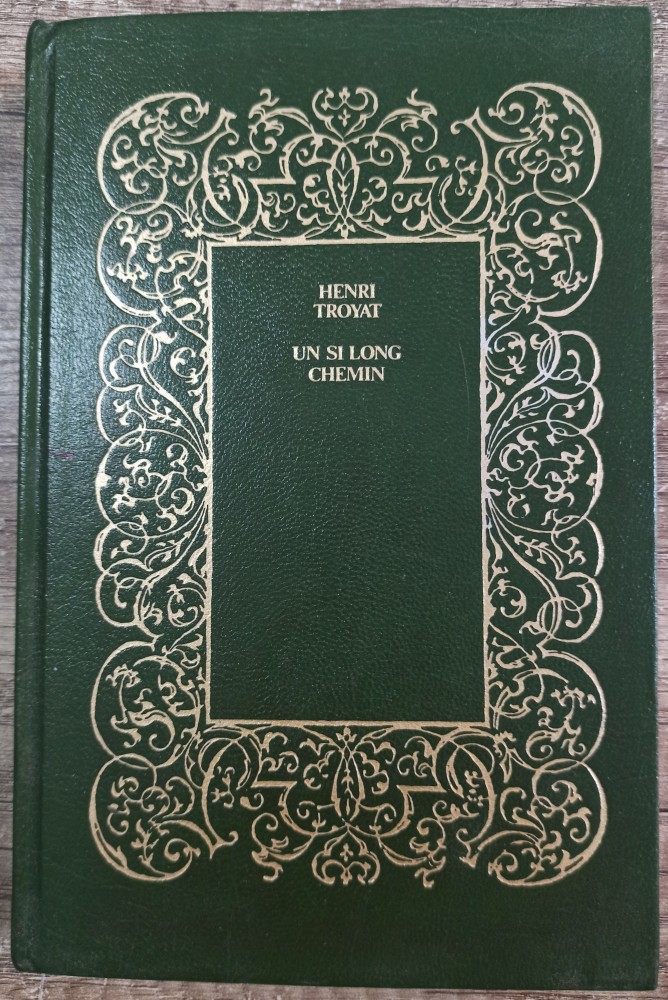 HENRI
TROYAT
UN SI LONG
CHEMIN